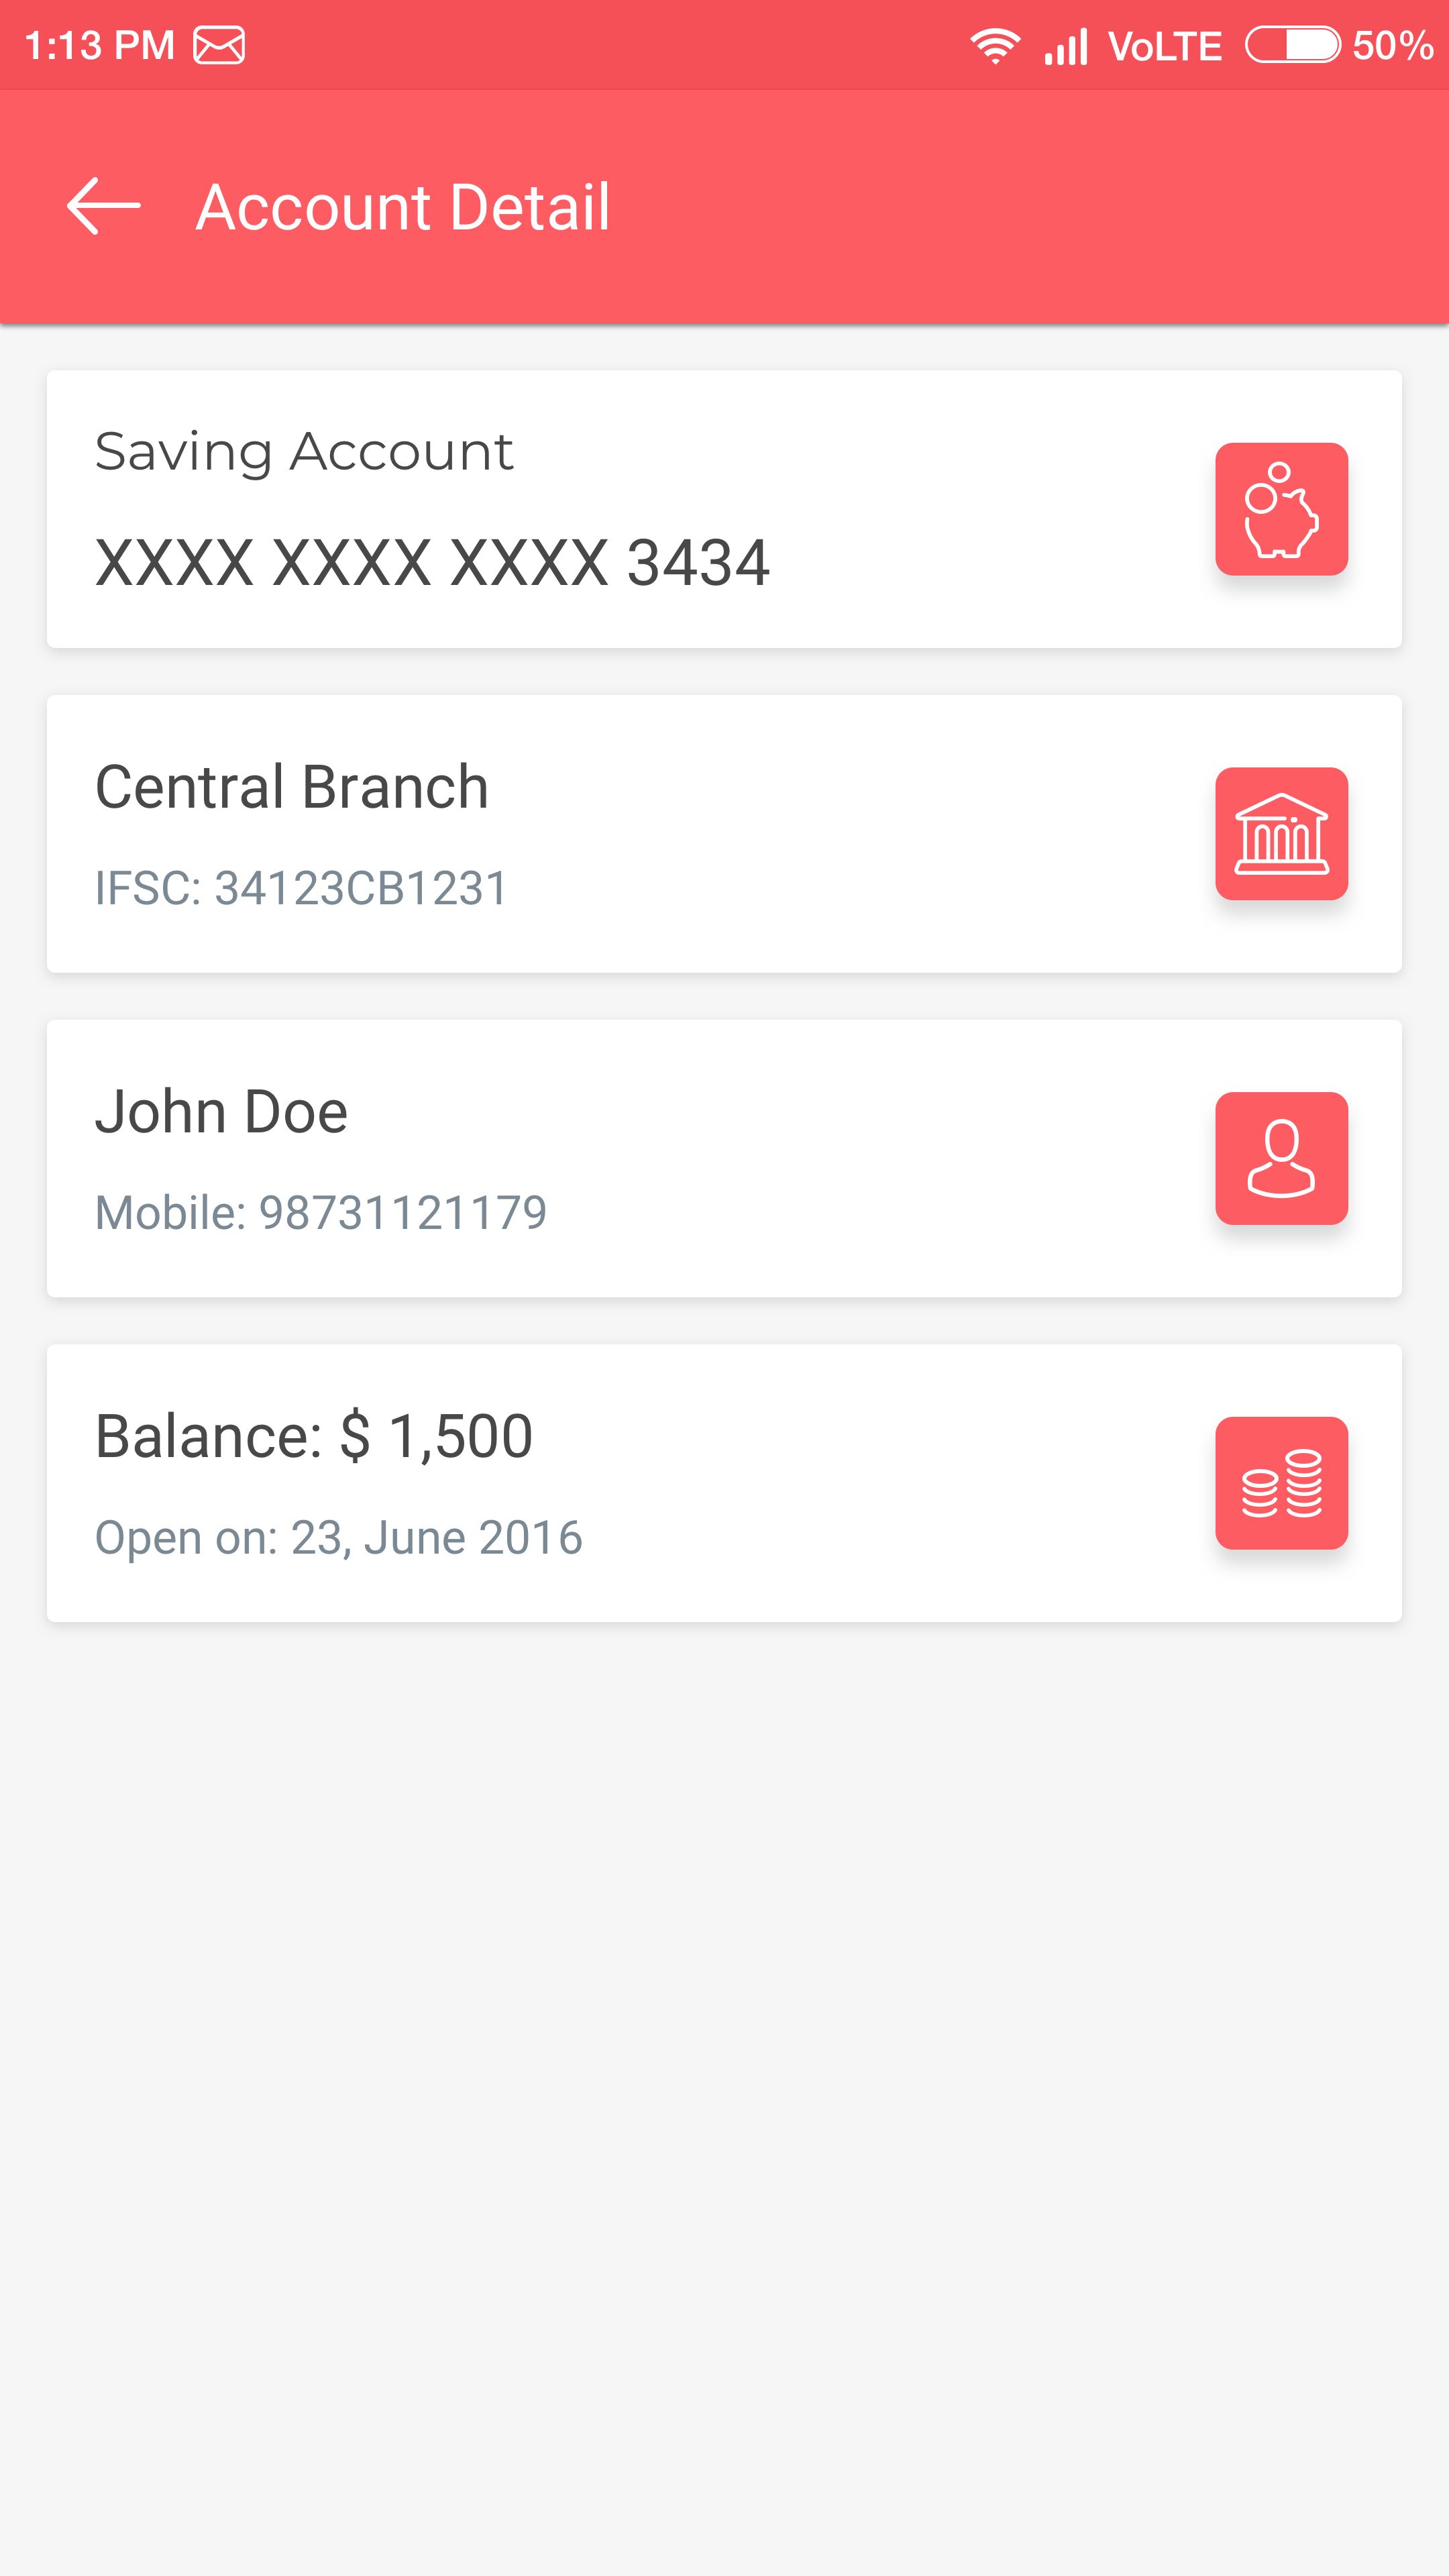 1:13 PM VoLTE 50%
Account Detail
Saving Account
XXXX XXXX XXXX 3434
Central Branch
IFSC: 34123CB1231
John Doe
Mobile: 98731121179
Balance: $ 1,500
Open on: 23, June 2016